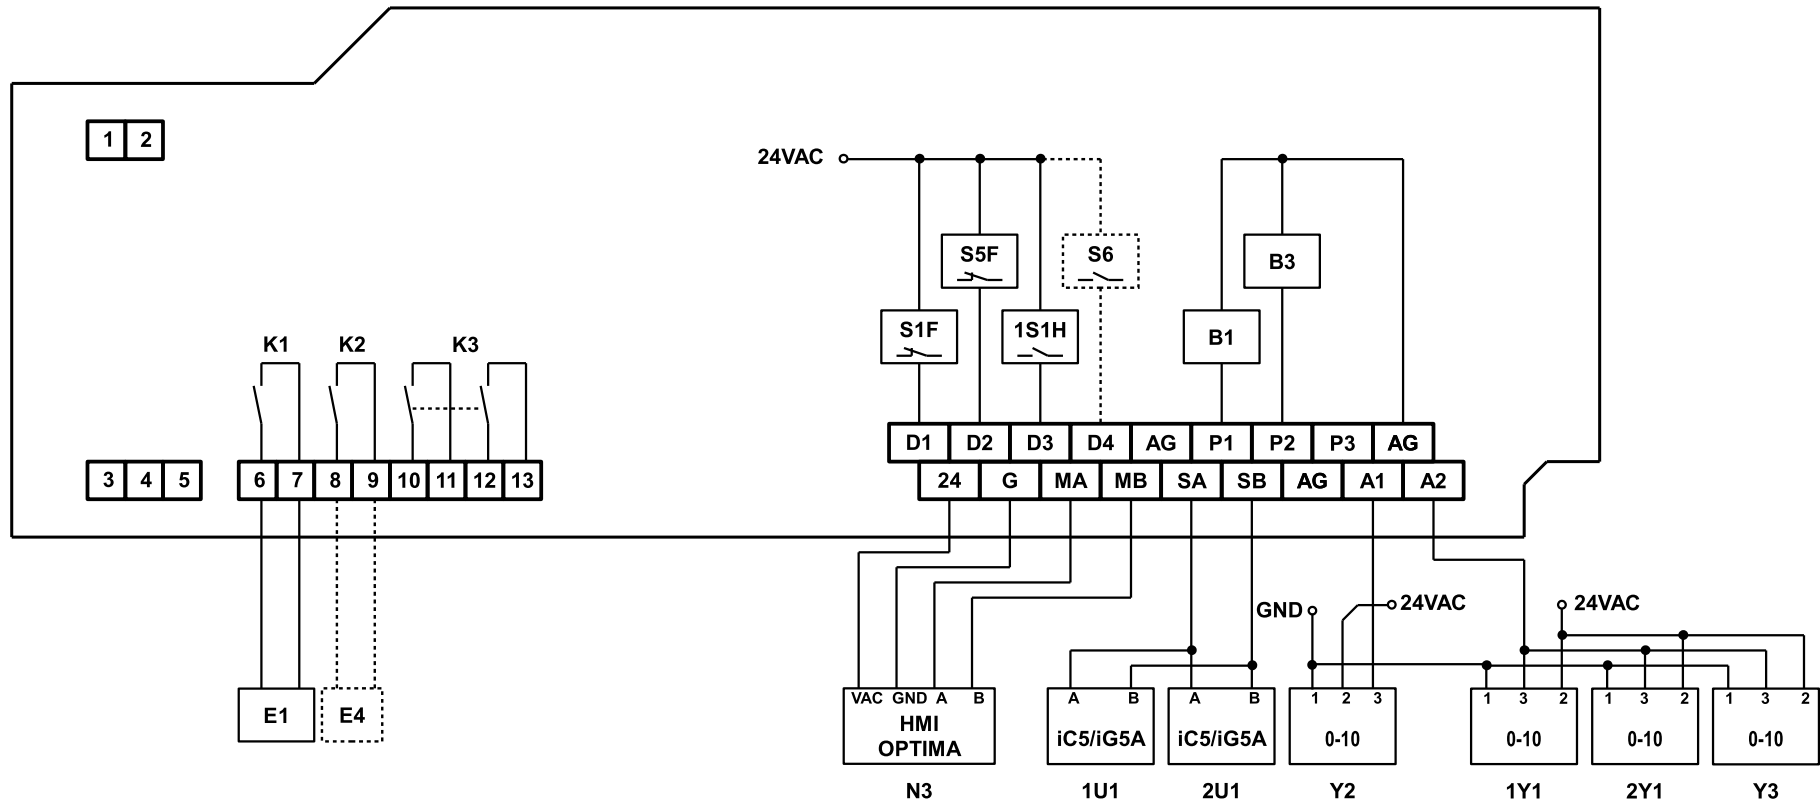 1 2
24VAC
S5F S6
B3
S1F 1S1H
B1
K1 K2 K3
D1 D2 D3 D4 AG P1 P2 P3 AG
3 4 5 6 7 8 9 10 11 12 13
24 G MA MB SA SB AG A1 A2
GND 24VAC 24VAC
VAC GND A B
A B
A B
1 2 3
1 3 2
1 3 2
1 3 2
E1 E4
HMI
OPTIMA
iC5/iG5A iC5/iG5A 0-10 0-10 0-10 0-10
N3 1U1 2U1 Y2 1Y1 2Y1 Y3